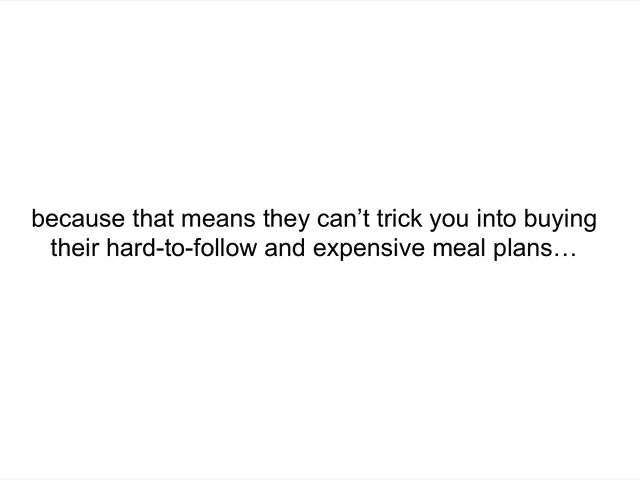 because that means they can’t trick you into buying
their hard-to-follow and expensive meal plans…